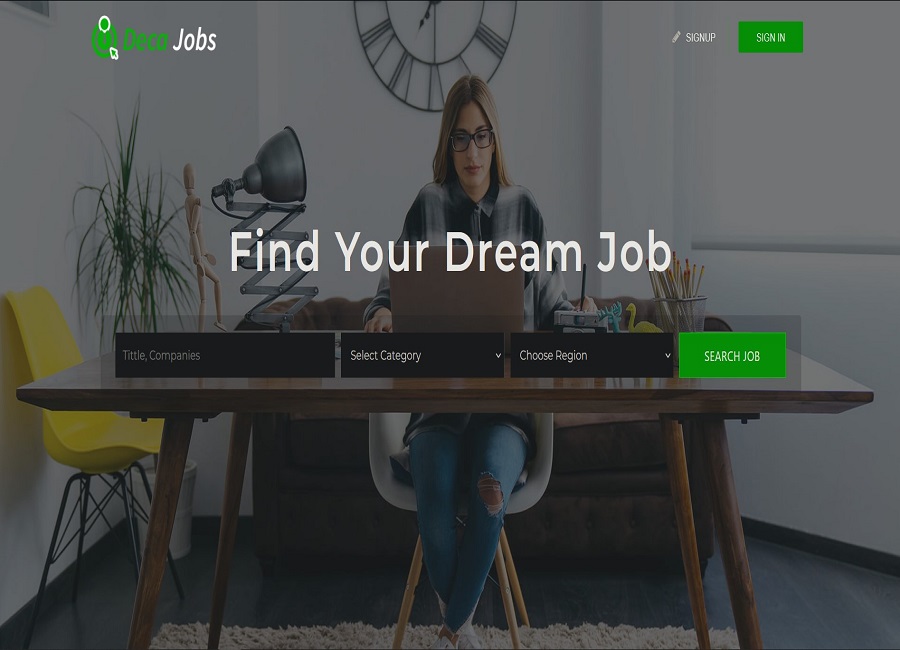 Deco Jobs
SIGNUP
SIGN IN
Find Your Dream Job
Tittle, Companies
Select Category
Choose Region
SEARCH JOB